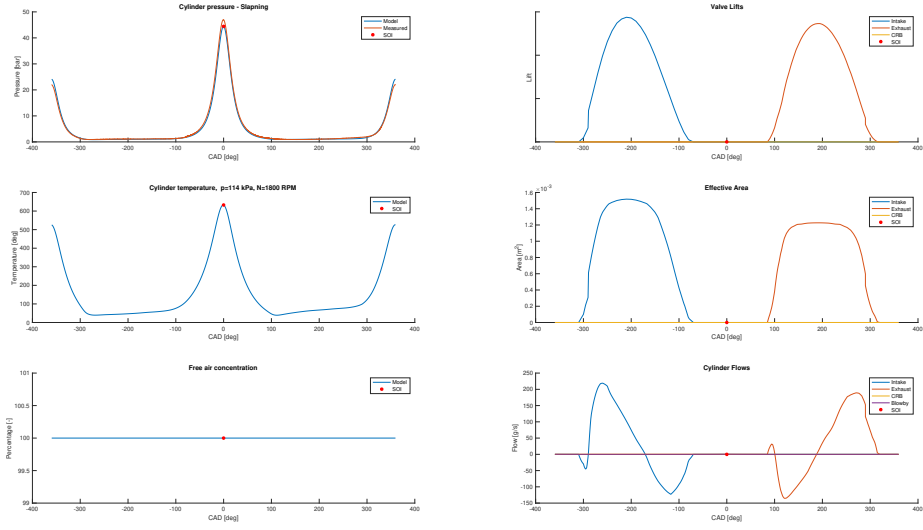 Cylinder pressure - Slapning
50
40
30
20
10
0
Pressure [bar]
-400 -300 -200 -100 0 100 200 300 400
CAD [deg]
Model
Measured
SOI
Valve Lifts
Lift
-400 -300 -200 -100 0 100 200 300 400
CAD [deg]
Intake
Exhaust
CRB
SOI
Cylinder temperature, p=114 kPa, N=1800 RPM
700
600
500
400
300
200
100
0
Temperature [deg]
-400 -300 -200 -100 0 100 200 300 400
CAD [deg]
Model
SOI
Effective Area
×10⁻³
1.6
1.4
1.2
1
0.8
0.6
0.4
0.2
0
Area [m²]
-400 -300 -200 -100 0 100 200 300 400
CAD [deg]
Intake
Exhaust
CRB
SOI
Free air concentration
101
100.5
100
99.5
99
Percentage [-]
-400 -300 -200 -100 0 100 200 300 400
CAD [deg]
Model
SOI
Cylinder Flows
250
200
150
100
50
0
-50
-100
-150
Flow [g/s]
-400 -300 -200 -100 0 100 200 300 400
CAD [deg]
Intake
Exhaust
CRB
Blowby
SOI